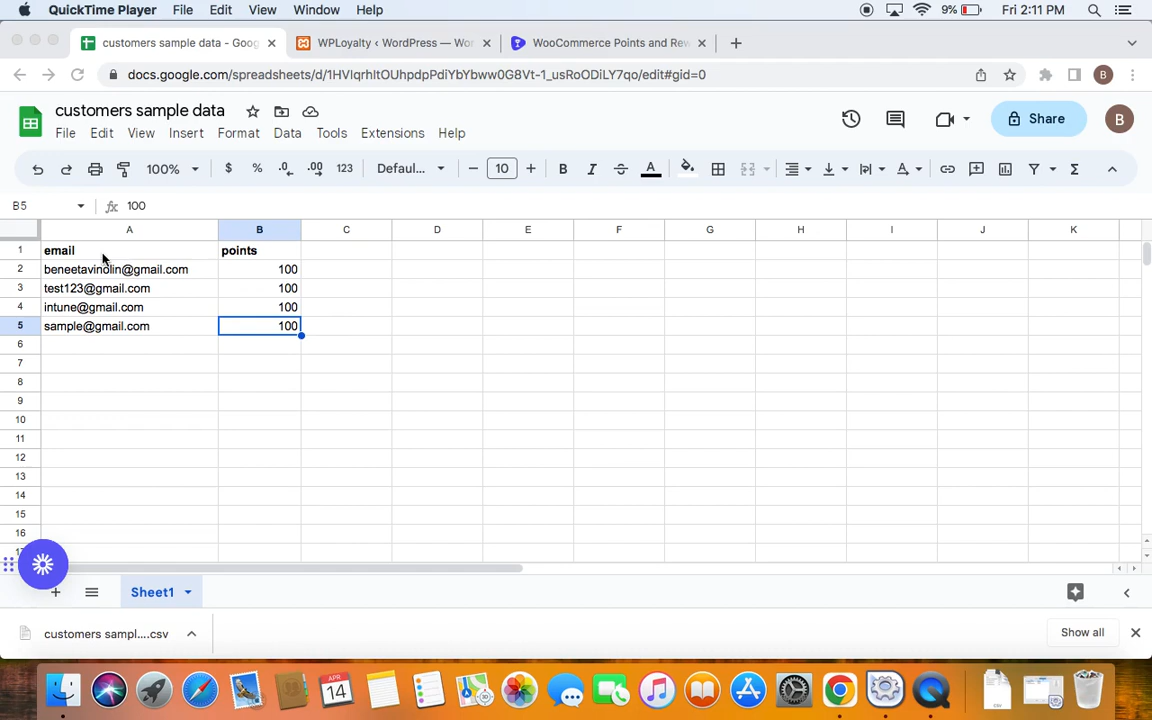 QuickTime Player File Edit View Window Help 9% Fri 2:11 PM
customers sample data - Goog WPLoyalty ‹ WordPress — Wor WooCommerce Points and Rew
docs.google.com/spreadsheets/d/1HVIqrhItOUhpdpPdiYbYbww0G8Vt-1_usRoODiLY7qo/edit#gid=0 B
customers sample data
File Edit View Insert Format Data Tools Extensions Help
Share B
100% $ % .0 .00 123 Defaul... − 10 + B I S A Σ
B5 fx 100
A B C D E F G H I J K
1 email points
2 beneetavinolin@gmail.com 100
3 test123@gmail.com 100
4 intune@gmail.com 100
5 sample@gmail.com 100
6
7
8
9
10
11
12
13
14
15
16
Sheet1
customers sampl....csv Show all
APR
14